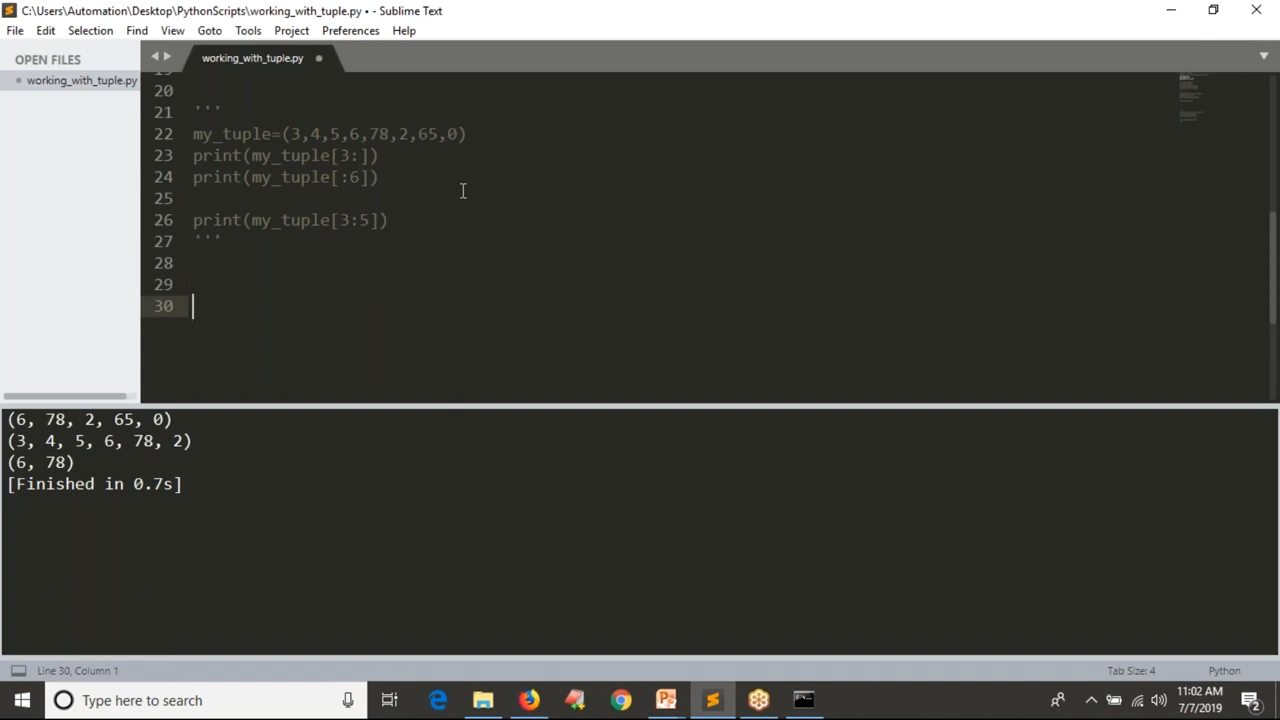 C:\Users\Automation\Desktop\PythonScripts\working_with_tuple.py • - Sublime Text
File Edit Selection Find View Goto Tools Project Preferences Help
OPEN FILES
working_with_tuple.py
working_with_tuple.py
19
20
21 '''
22 my_tuple=(3,4,5,6,78,2,65,0)
23 print(my_tuple[3:])
24 print(my_tuple[:6])
25
26 print(my_tuple[3:5])
27 '''
28
29
30
(6, 78, 2, 65, 0)
(3, 4, 5, 6, 78, 2)
(6, 78)
[Finished in 0.7s]
Line 30, Column 1
Tab Size: 4
Python
Type here to search
11:02 AM
7/7/2019
2